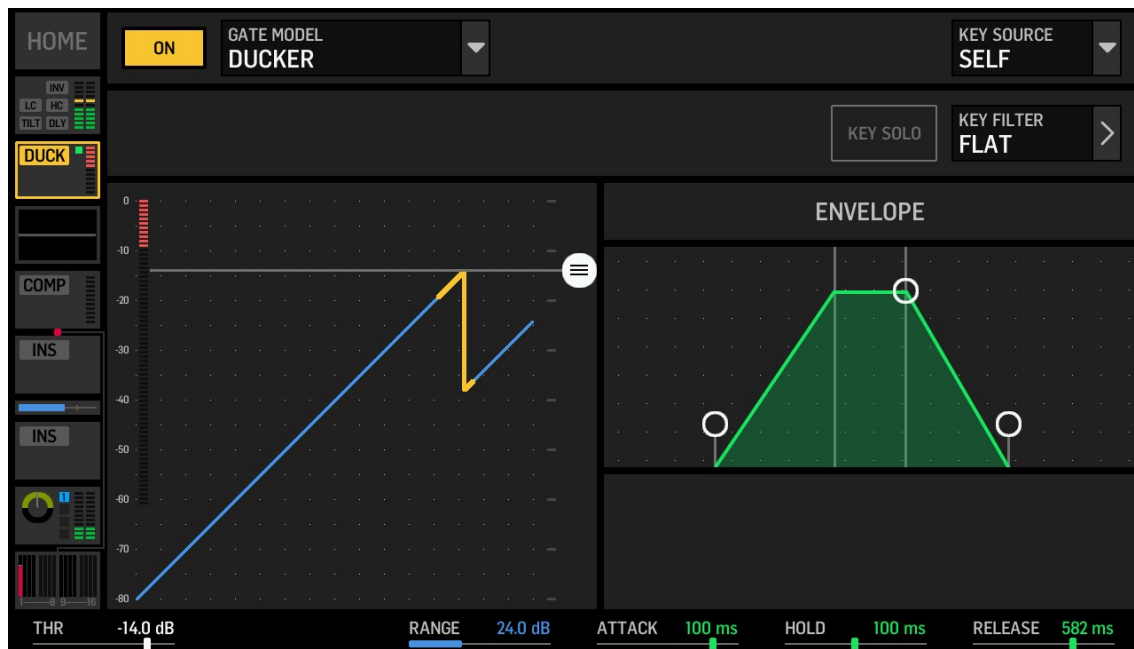 HOME
ON
GATE MODEL
DUCKER
KEY SOURCE
SELF
INV
LC HC
TILT DLY
KEY SOLO
KEY FILTER
FLAT
DUCK
ENVELOPE
0
-10
-20
-30
-40
-50
-60
-70
-80
COMP
INS
INS
1
1 8 9 16
THR -14.0 dB
RANGE 24.0 dB
ATTACK 100 ms
HOLD 100 ms
RELEASE 582 ms